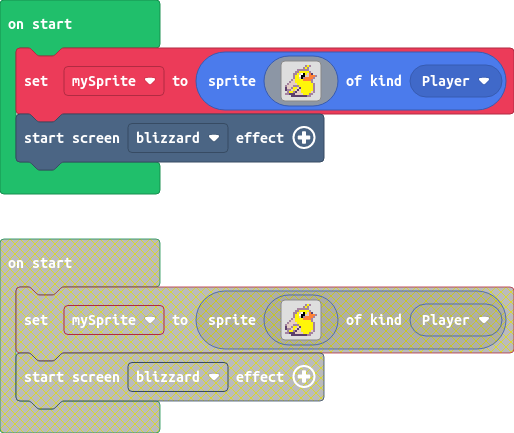 on start
set mySprite to sprite of kind Player
start screen blizzard effect
on start
set mySprite to sprite of kind Player
start screen blizzard effect